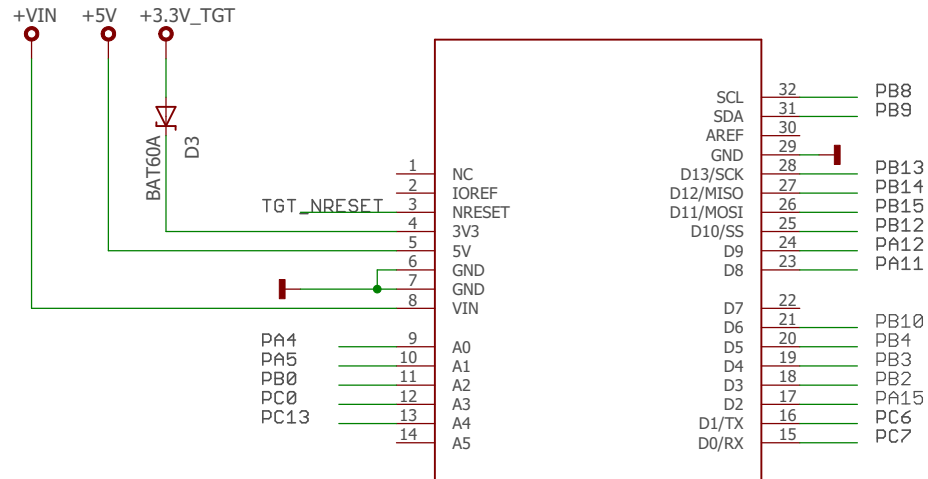 +VIN +5V +3.3V_TGT
BAT60A
D3
TGT_NRESET
1 NC
2 IOREF
3 NRESET
4 3V3
5 5V
6 GND
7 GND
8 VIN
PA4 9 A0
PA5 10 A1
PB0 11 A2
PC0 12 A3
PC13 13 A4
14 A5
SCL 32 PB8
SDA 31 PB9
AREF 30
GND 29
D13/SCK 28 PB13
D12/MISO 27 PB14
D11/MOSI 26 PB15
D10/SS 25 PB12
D9 24 PA12
D8 23 PA11
D7 22
D6 21 PB10
D5 20 PB4
D4 19 PB3
D3 18 PB2
D2 17 PA15
D1/TX 16 PC6
D0/RX 15 PC7